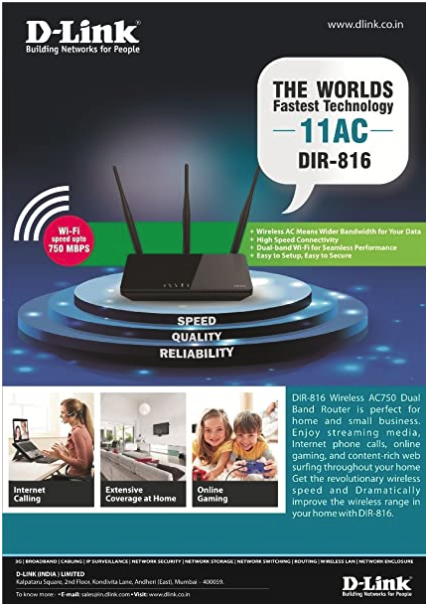 D-Link®
Building Networks for People
www.dlink.co.in
THE WORLDS
Fastest Technology
11AC
DIR-816
Wi-Fi
speed upto
750 MBPS
+ Wireless AC Means Wider Bandwidth for Your Data
+ High Speed Connectivity
+ Dual-band Wi-Fi for Seamless Performance
+ Easy to Setup, Easy to Secure
SPEED
QUALITY
RELIABILITY
Internet
Calling
Extensive
Coverage at Home
Online
Gaming
DIR-816 Wireless AC750 Dual
Band Router is perfect for
home and small business.
Enjoy streaming media,
Internet phone calls, online
gaming, and content-rich web
surfing throughout your home
Get the revolutionary wireless
speed and Dramatically
improve the wireless range in
your home with DIR-816.
3G | BROADBAND | CABLING | IP SURVEILLANCE | NETWORK SECURITY | NETWORK STORAGE | NETWORK SWITCHING | ROUTING | WIRELESS LAN | NETWORK ENCLOSURE
D-LINK (INDIA) LIMITED
Kalpataru Square, 2nd Floor, Kondivita Lane, Andheri (East), Mumbai - 400059.
To know more: • E-mail: sales@in.dlink.com • Visit: www.dlink.co.in
D-Link®
Building Networks for People